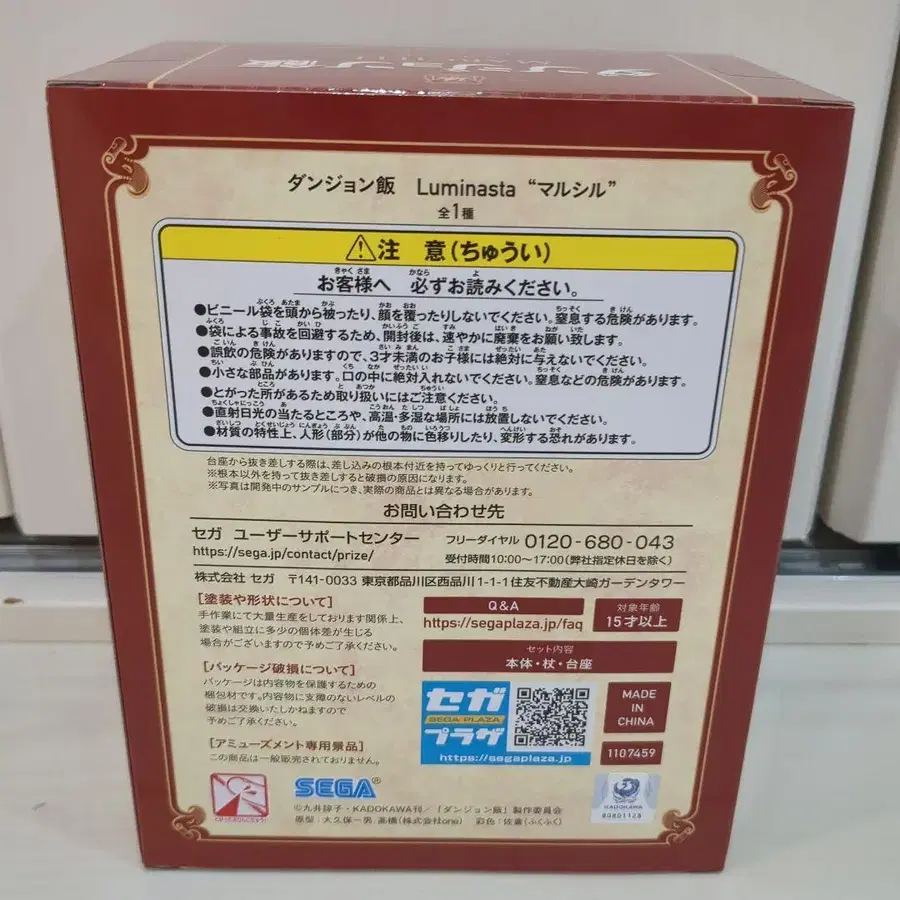 ダンジョン飯
ダンジョン飯 Luminasta “マルシル”
全1種
⚠注 意(ちゅうい)
お客様へ 必ずお読みください。
●ビニール袋を頭から被ったり、顔を覆ったりしないでください。窒息する危険があります。
●袋による事故を回避するため、開封後は、速やかに廃棄をお願い致します。
●誤飲の危険がありますので、3才未満のお子様には絶対に与えないでください。
●小さな部品があります。口の中に絶対入れないでください。窒息などの危険があります。
●とがった所があるため取り扱いにはご注意ください。
●直射日光の当たるところや、高温・多湿な場所には放置しないでください。
●材質の特性上、人形(部分)が他の物に色移りしたり、変形する恐れがあります。
台座から抜き差しする際は、差し込みの根本付近を持ってゆっくりと行ってください。
※根本以外を持って抜き差しすると破損の原因になります。
※写真は開発中のサンプルにつき、実際の商品とは異なる場合があります。
お問い合わせ先
セガ ユーザーサポートセンター フリーダイヤル 0120-680-043
https://sega.jp/contact/prize/ 受付時間10:00~17:00(弊社指定休日を除く)
株式会社 セガ 〒141-0033 東京都品川区西品川1-1-1住友不動産大崎ガーデンタワー
[塗装や形状について]
手作業にて大量生産をしております関係上、
塗装や組立に多少の個体差が生じる
場合がございますので予めご了承ください。
[パッケージ破損について]
パッケージは内容物を保護するための
梱包材です。内容物に支障のないレベルの
破損は交換いたしかねますので
予めご了承ください。
[アミューズメント専用景品]
この商品は一般販売されておりません。
Q&A
https://segaplaza.jp/faq
対象年齢
15才以上
セット内容
本体・杖・台座
セガ
SEGA PLAZA
プラザ
https://segaplaza.jp
MADE
IN
CHINA
1107459
SEGA
KADOKAWA
©九井諒子・KADOKAWA刊/「ダンジョン飯」製作委員会
原型:大久保一男、高橋(株式会社one) 彩色:佐倉(ふくふく)